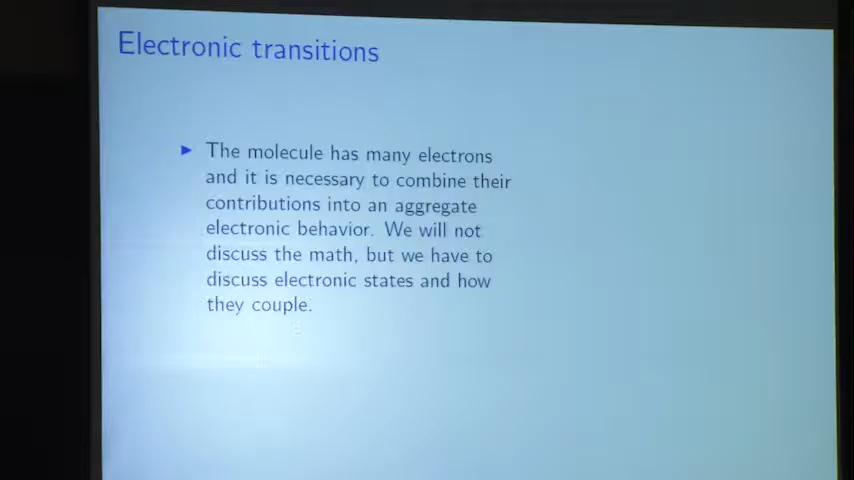 Electronic transitions
The molecule has many electrons
and it is necessary to combine their
contributions into an aggregate
electronic behavior. We will not
discuss the math, but we have to
discuss electronic states and how
they couple.